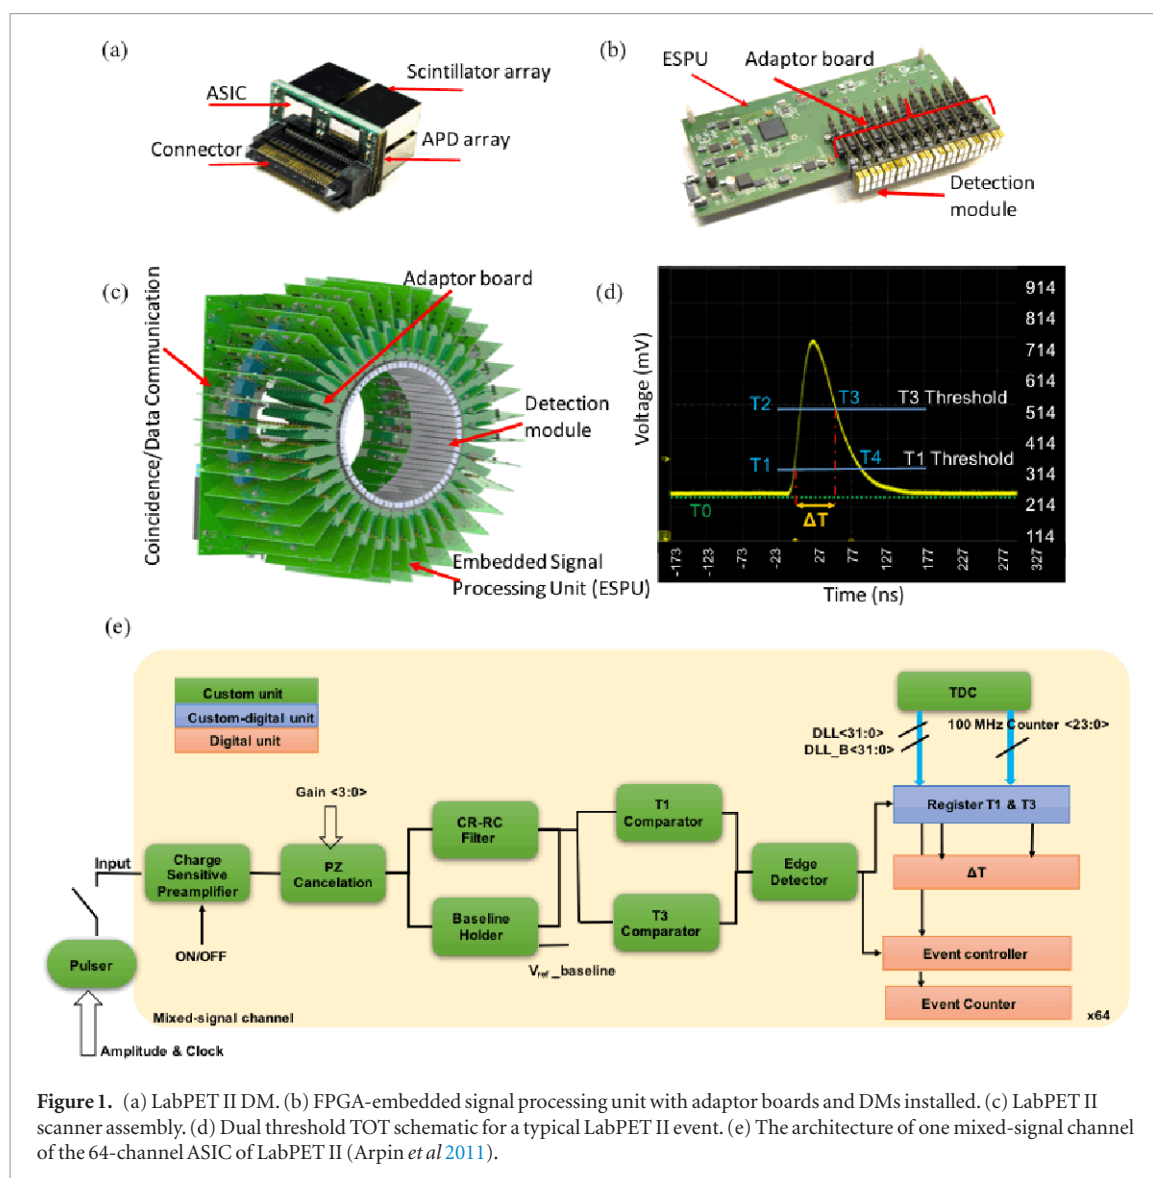 (a)
Scintillator array
ASIC
Connector
APD array
(b)
ESPU
Adaptor board
Detection
module
(c)
Coincidence/Data Communication
Adaptor board
Detection
module
Embedded Signal
Processing Unit (ESPU)
(d)
Voltage (mV)
914
814
714
614
514
414
314
214
114
T2
T3
T3 Threshold
T1
T4
T1 Threshold
T0
ΔT
-173
-123
-73
-23
27
77
127
177
227
277
327
Time (ns)
(e)
Custom unit
Custom-digital unit
Digital unit
TDC
DLL<31:0>
DLL_B<31:0>
100 MHz Counter <23:0>
Gain <3:0>
Register T1 & T3
T1
Comparator
CR-RC
Filter
Input
Charge
Sensitive
Preamplifier
PZ
Cancelation
Edge
Detector
ΔT
Baseline
Holder
T3
Comparator
ON/OFF
Vref_baseline
Event controller
Pulser
Event Counter
Mixed-signal channel
x64
Amplitude & Clock
Figure 1. (a) LabPET II DM. (b) FPGA-embedded signal processing unit with adaptor boards and DMs installed. (c) LabPET II
scanner assembly. (d) Dual threshold TOT schematic for a typical LabPET II event. (e) The architecture of one mixed-signal channel
of the 64-channel ASIC of LabPET II (Arpin et al 2011).